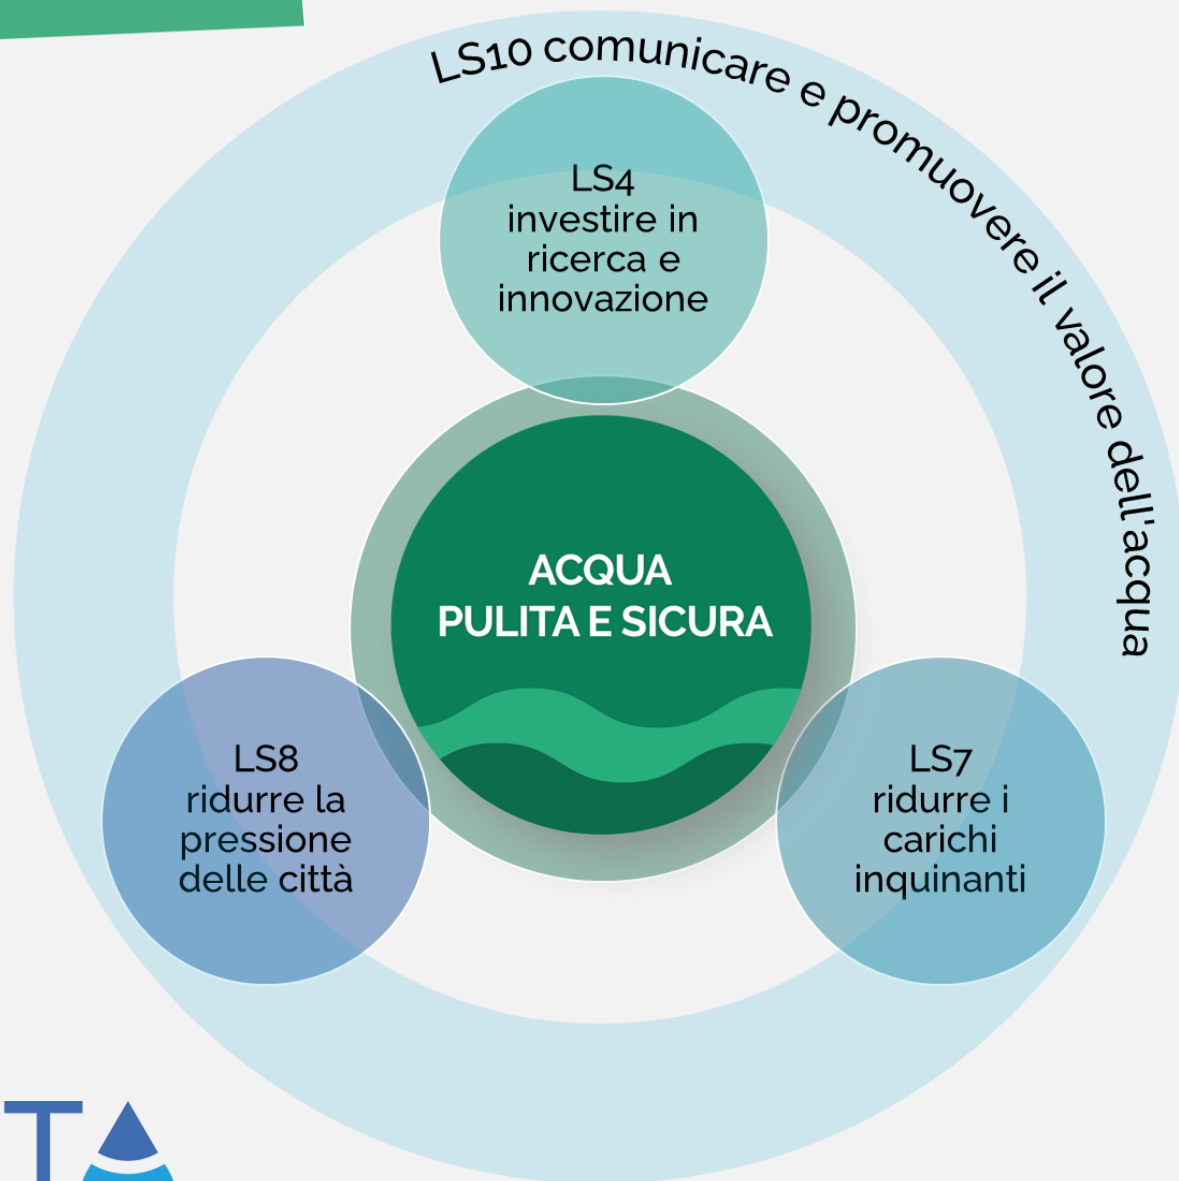 LS10 comunicare e promuovere il valore dell'acqua
LS4
investire in
ricerca e
innovazione
ACQUA
PULITA E SICURA
LS8
ridurre la
pressione
delle città
LS7
ridurre i
carichi
inquinanti
T